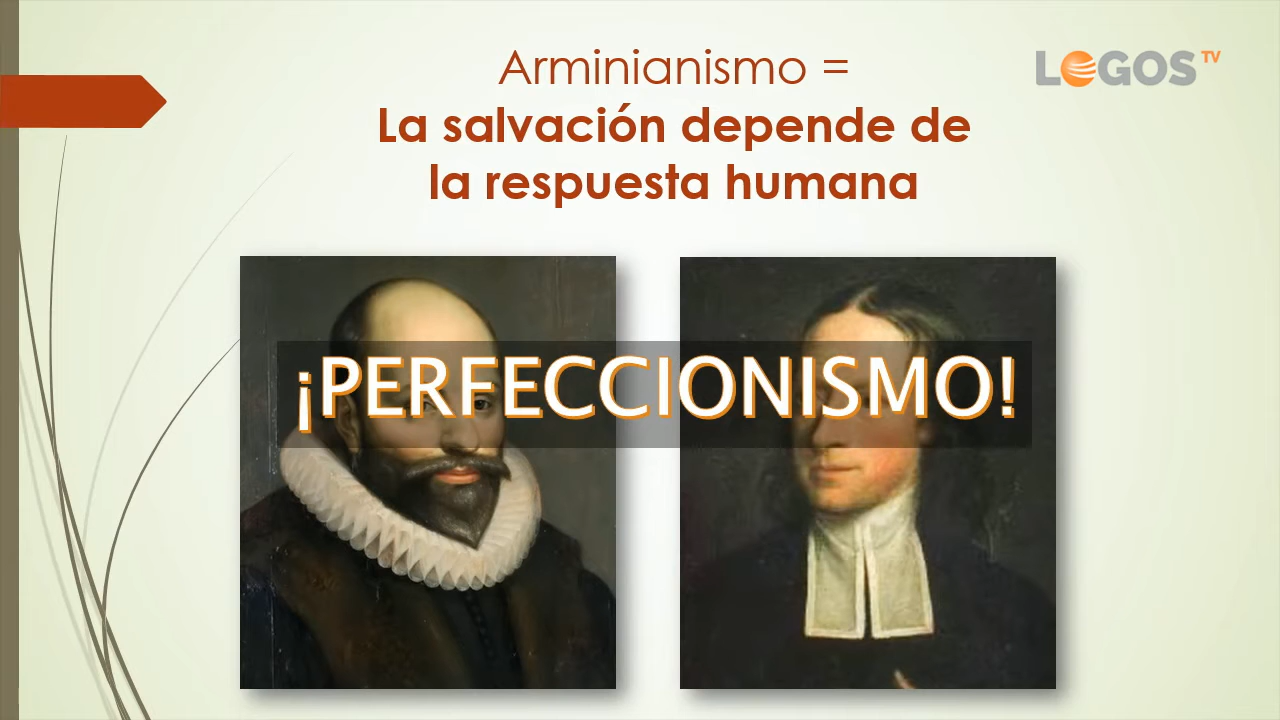 Arminianismo =
La salvación depende de
la respuesta humana
LOGOS TV
¡PERFECCIONISMO!